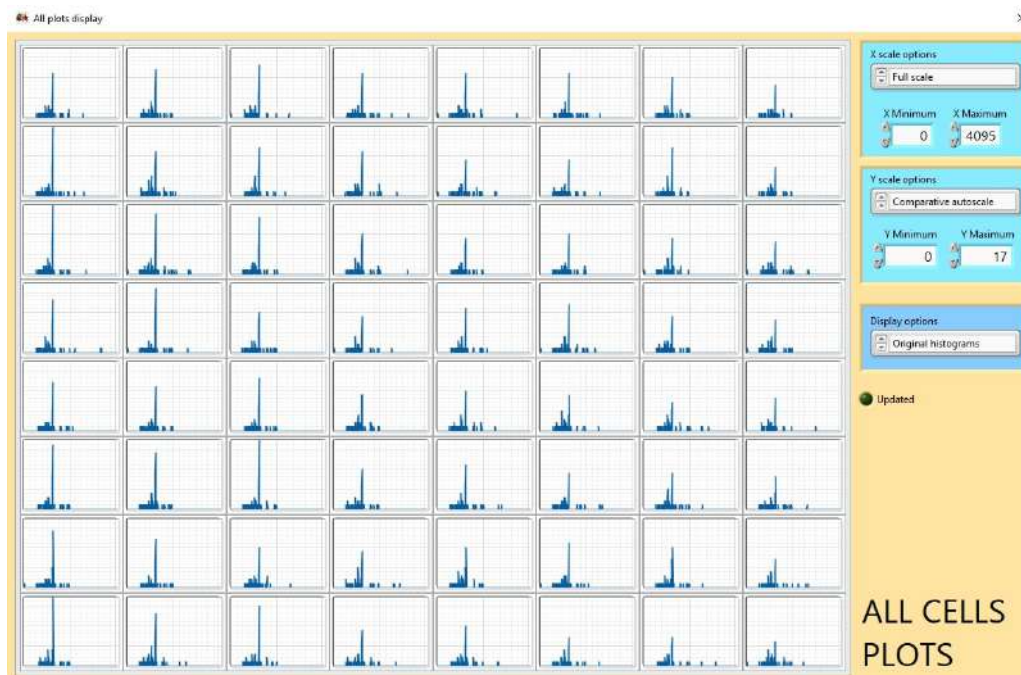 All plots display
X scale options
Full scale
X Minimum X Maximum
0 4095
Y scale options
Comparative autoscale
Y Minimum Y Maximum
0 17
Display options
Original histograms
Updated
ALL CELLS
PLOTS